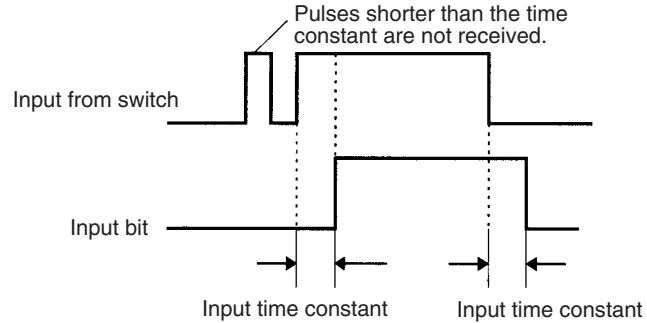 Pulses shorter than the time
constant are not received.
Input from switch
Input bit
Input time constant
Input time constant